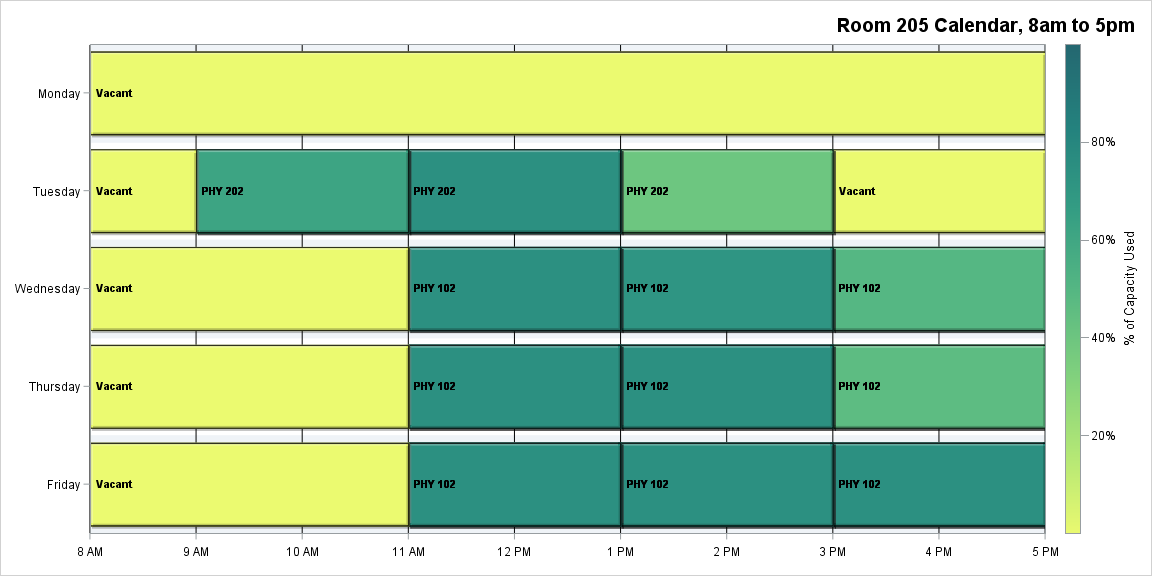 Room 205 Calendar, 8am to 5pm
Monday
Vacant
Tuesday
Vacant
PHY 202
PHY 202
PHY 202
Vacant
Wednesday
Vacant
PHY 102
PHY 102
PHY 102
Thursday
Vacant
PHY 102
PHY 102
PHY 102
Friday
Vacant
PHY 102
PHY 102
PHY 102
8 AM
9 AM
10 AM
11 AM
12 PM
1 PM
2 PM
3 PM
4 PM
5 PM
80%
60%
40%
20%
% of Capacity Used